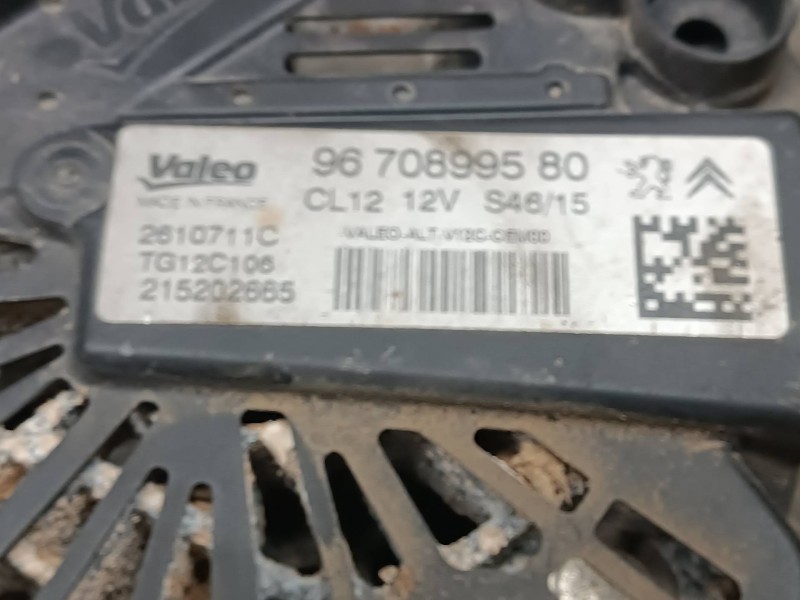 Valeo
96 708995 80
MADE IN FRANCE
CL12 12V S46/15
2610711C
TG12C106
215202665